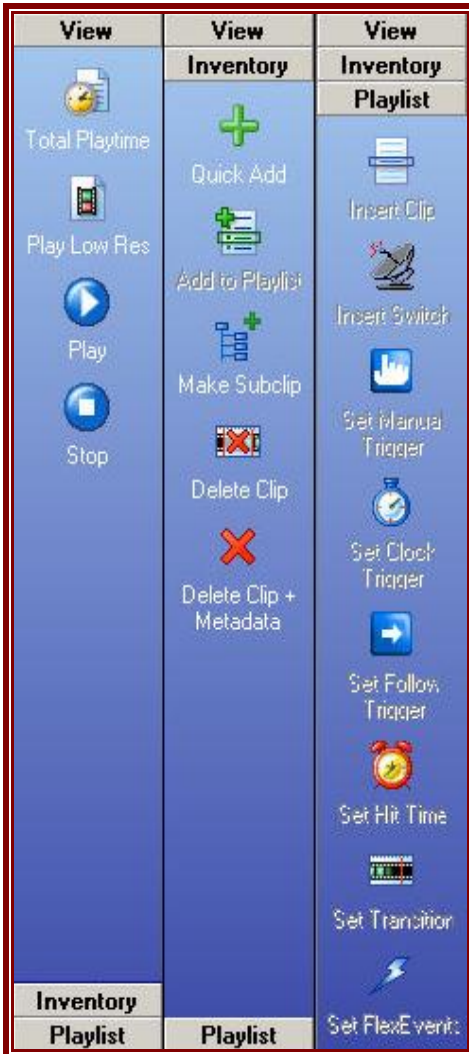 View
Total Playtime
Play Low Res
Play
Stop
Inventory
Playlist
View
Inventory
Quick Add
Add to Playlist
Make Subclip
Delete Clip
Delete Clip +
Metadata
Playlist
View
Inventory
Playlist
Insert Clip
Insert Switch
Set Manual
Trigger
Set Clock
Trigger
Set Follow
Trigger
Set Hit Time
Set Transition
Set FlexEvents